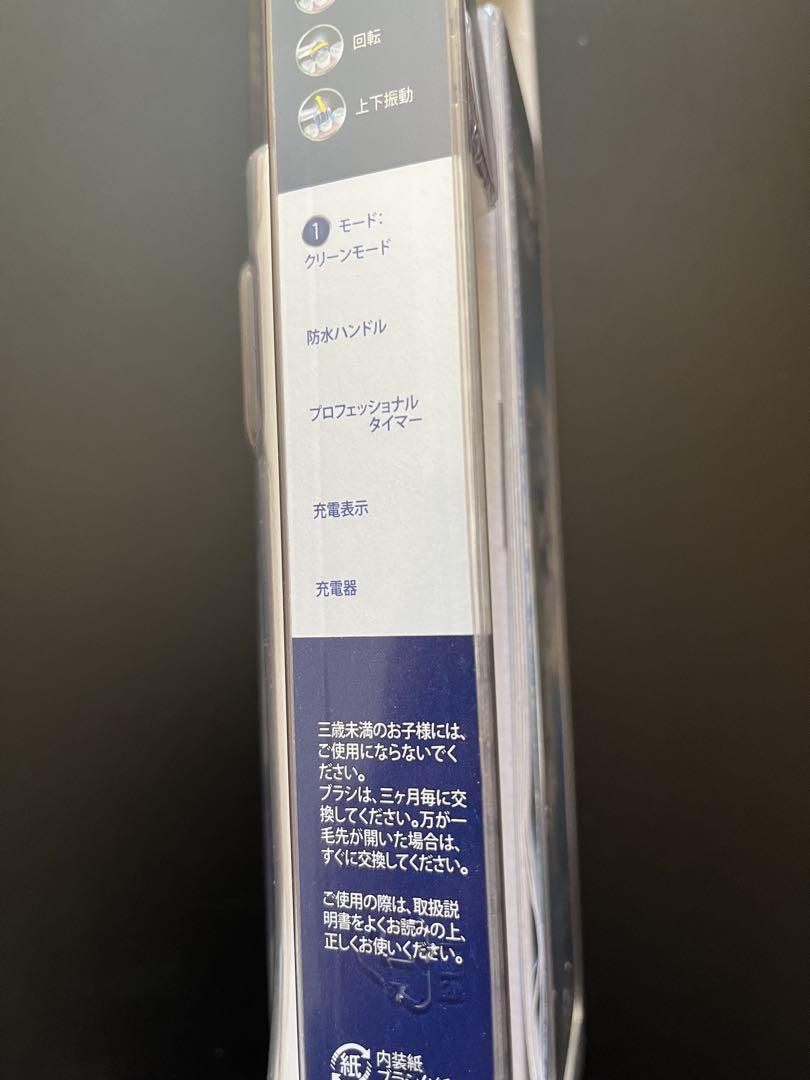 回転
上下振動
1 モード:
クリーンモード
防水ハンドル
プロフェッショナル
タイマー
充電表示
充電器
三歳未満のお子様には、
ご使用にならないでく
ださい。
ブラシは、三ヶ月毎に交
換してください。万が一
毛先が開いた場合は、
すぐに交換してください。
ご使用の際は、取扱説
明書をよくお読みの上、
正しくお使いください。
紙 内装紙